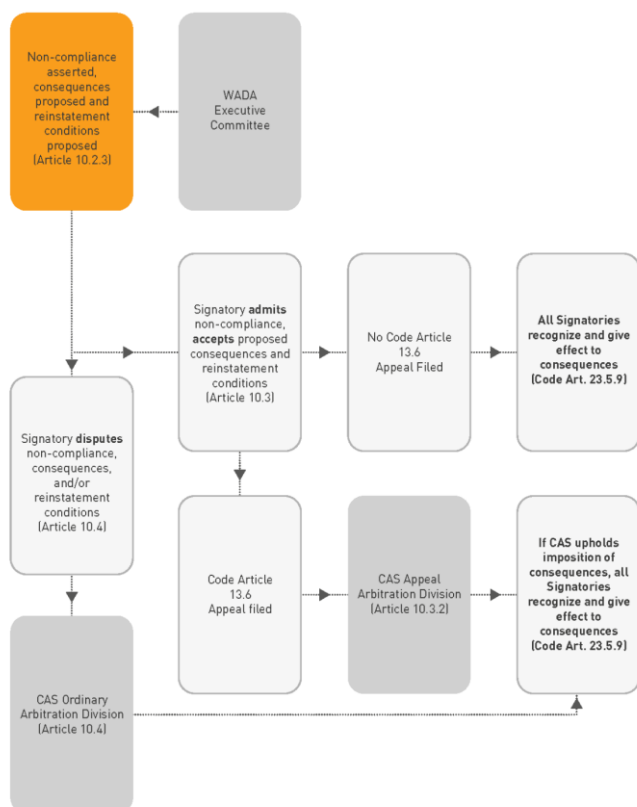 Non-compliance
asserted,
consequences
proposed and
reinstatement
conditions
proposed
(Article 10.2.3)
WADA
Executive
Committee
Signatory admits
non-compliance,
accepts proposed
consequences and
reinstatement
conditions
(Article 10.3)
No Code Article
13.6
Appeal Filed
All Signatories
recognize and give
effect to
consequences
(Code Art. 23.5.9)
Signatory disputes
non-compliance,
consequences,
and/or
reinstatement
conditions
(Article 10.4)
Code Article
13.6
Appeal filed
CAS Appeal
Arbitration Division
(Article 10.3.2)
If CAS upholds
imposition of
consequences, all
Signatories
recognize and give
effect to
consequences
(Code Art. 23.5.9)
CAS Ordinary
Arbitration Division
(Article 10.4)